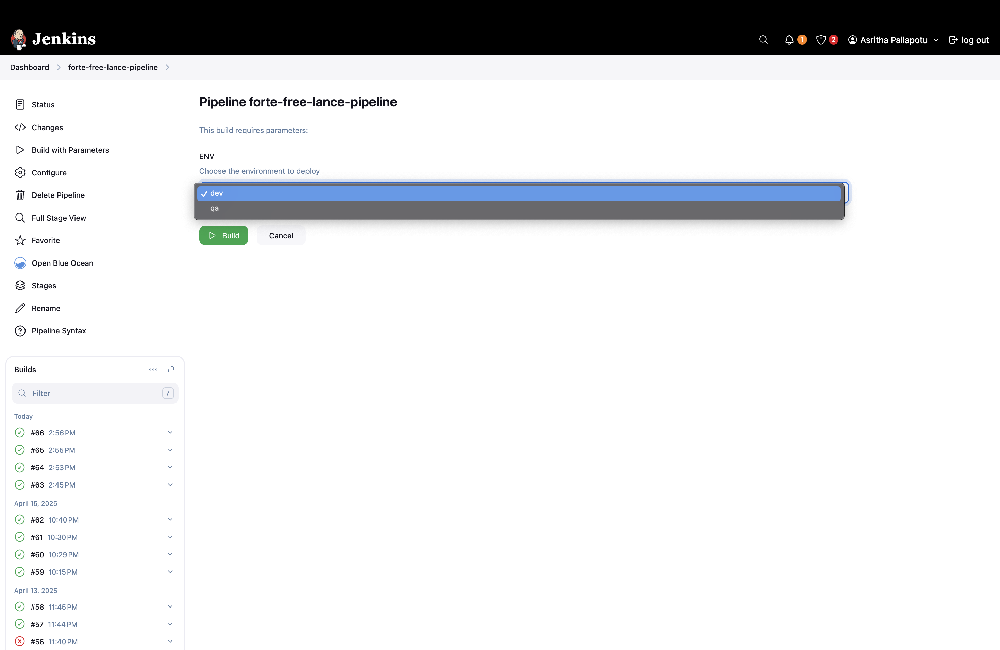 Jenkins
1
2
Asritha Pallapotu
log out
Dashboard
forte-free-lance-pipeline
Status
Changes
Build with Parameters
Configure
Delete Pipeline
Full Stage View
Favorite
Open Blue Ocean
Stages
Rename
Pipeline Syntax
Pipeline forte-free-lance-pipeline
This build requires parameters:
ENV
Choose the environment to deploy
dev
qa
Build
Cancel
Builds
Filter
/
Today
#66 2:56 PM
#65 2:55 PM
#64 2:53 PM
#63 2:45 PM
April 15, 2025
#62 10:40 PM
#61 10:30 PM
#60 10:29 PM
#59 10:15 PM
April 13, 2025
#58 11:45 PM
#57 11:44 PM
#56 11:40 PM